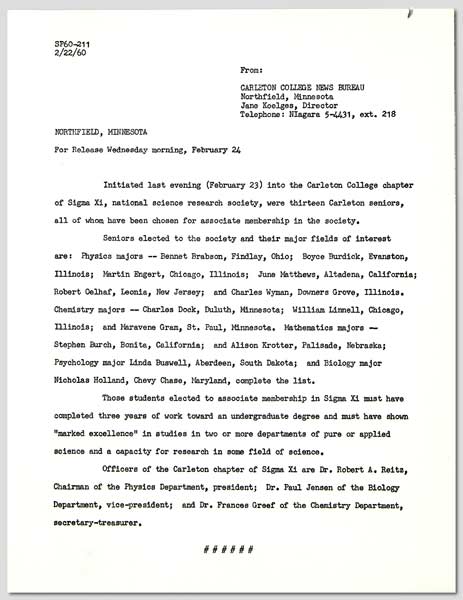 SF60-211
2/22/60
From:
CARLETON COLLEGE NEWS BUREAU
Northfield, Minnesota
Jane Koelges, Director
Telephone: NIagara 5-4431, ext. 218
NORTHFIELD, MINNESOTA
For Release Wednesday morning, February 24
Initiated last evening (February 23) into the Carleton College chapter
of Sigma Xi, national science research society, were thirteen Carleton seniors,
all of whom have been chosen for associate membership in the society.
Seniors elected to the society and their major fields of interest
are: Physics majors -- Bennet Brabson, Findlay, Ohio; Boyce Burdick, Evanston,
Illinois; Martin Engert, Chicago, Illinois; June Matthews, Altadena, California;
Robert Oelhaf, Leonia, New Jersey; and Charles Wyman, Downers Grove, Illinois.
Chemistry majors -- Charles Dock, Duluth, Minnesota; William Linnell, Chicago,
Illinois; and Maravene Gran, St. Paul, Minnesota. Mathematics majors --
Stephen Burch, Bonita, California; and Alison Krotter, Palisade, Nebraska;
Psychology major Linda Buswell, Aberdeen, South Dakota; and Biology major
Nicholas Holland, Chevy Chase, Maryland, complete the list.
Those students elected to associate membership in Sigma Xi must have
completed three years of work toward an undergraduate degree and must have shown
"marked excellence" in studies in two or more departments of pure or applied
science and a capacity for research in some field of science.
Officers of the Carleton chapter of Sigma Xi are Dr. Robert A. Reitz,
Chairman of the Physics Department, president; Dr. Paul Jensen of the Biology
Department, vice-president; and Dr. Frances Greef of the Chemistry Department,
secretary-treasurer.
# # # # # #